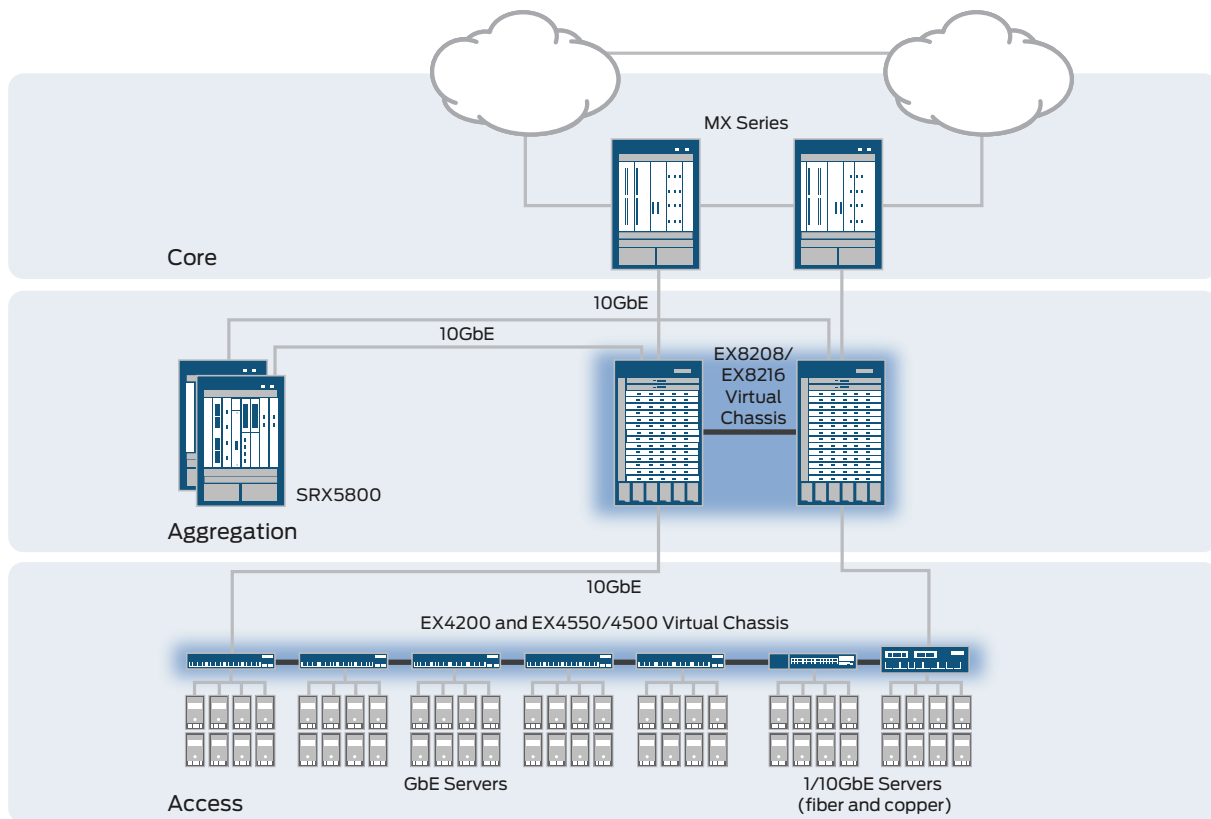 MX Series
Core
10GbE
10GbE
EX8208/
EX8216
Virtual
Chassis
SRX5800
Aggregation
10GbE
EX4200 and EX4550/4500 Virtual Chassis
GbE Servers
1/10GbE Servers
(fiber and copper)
Access